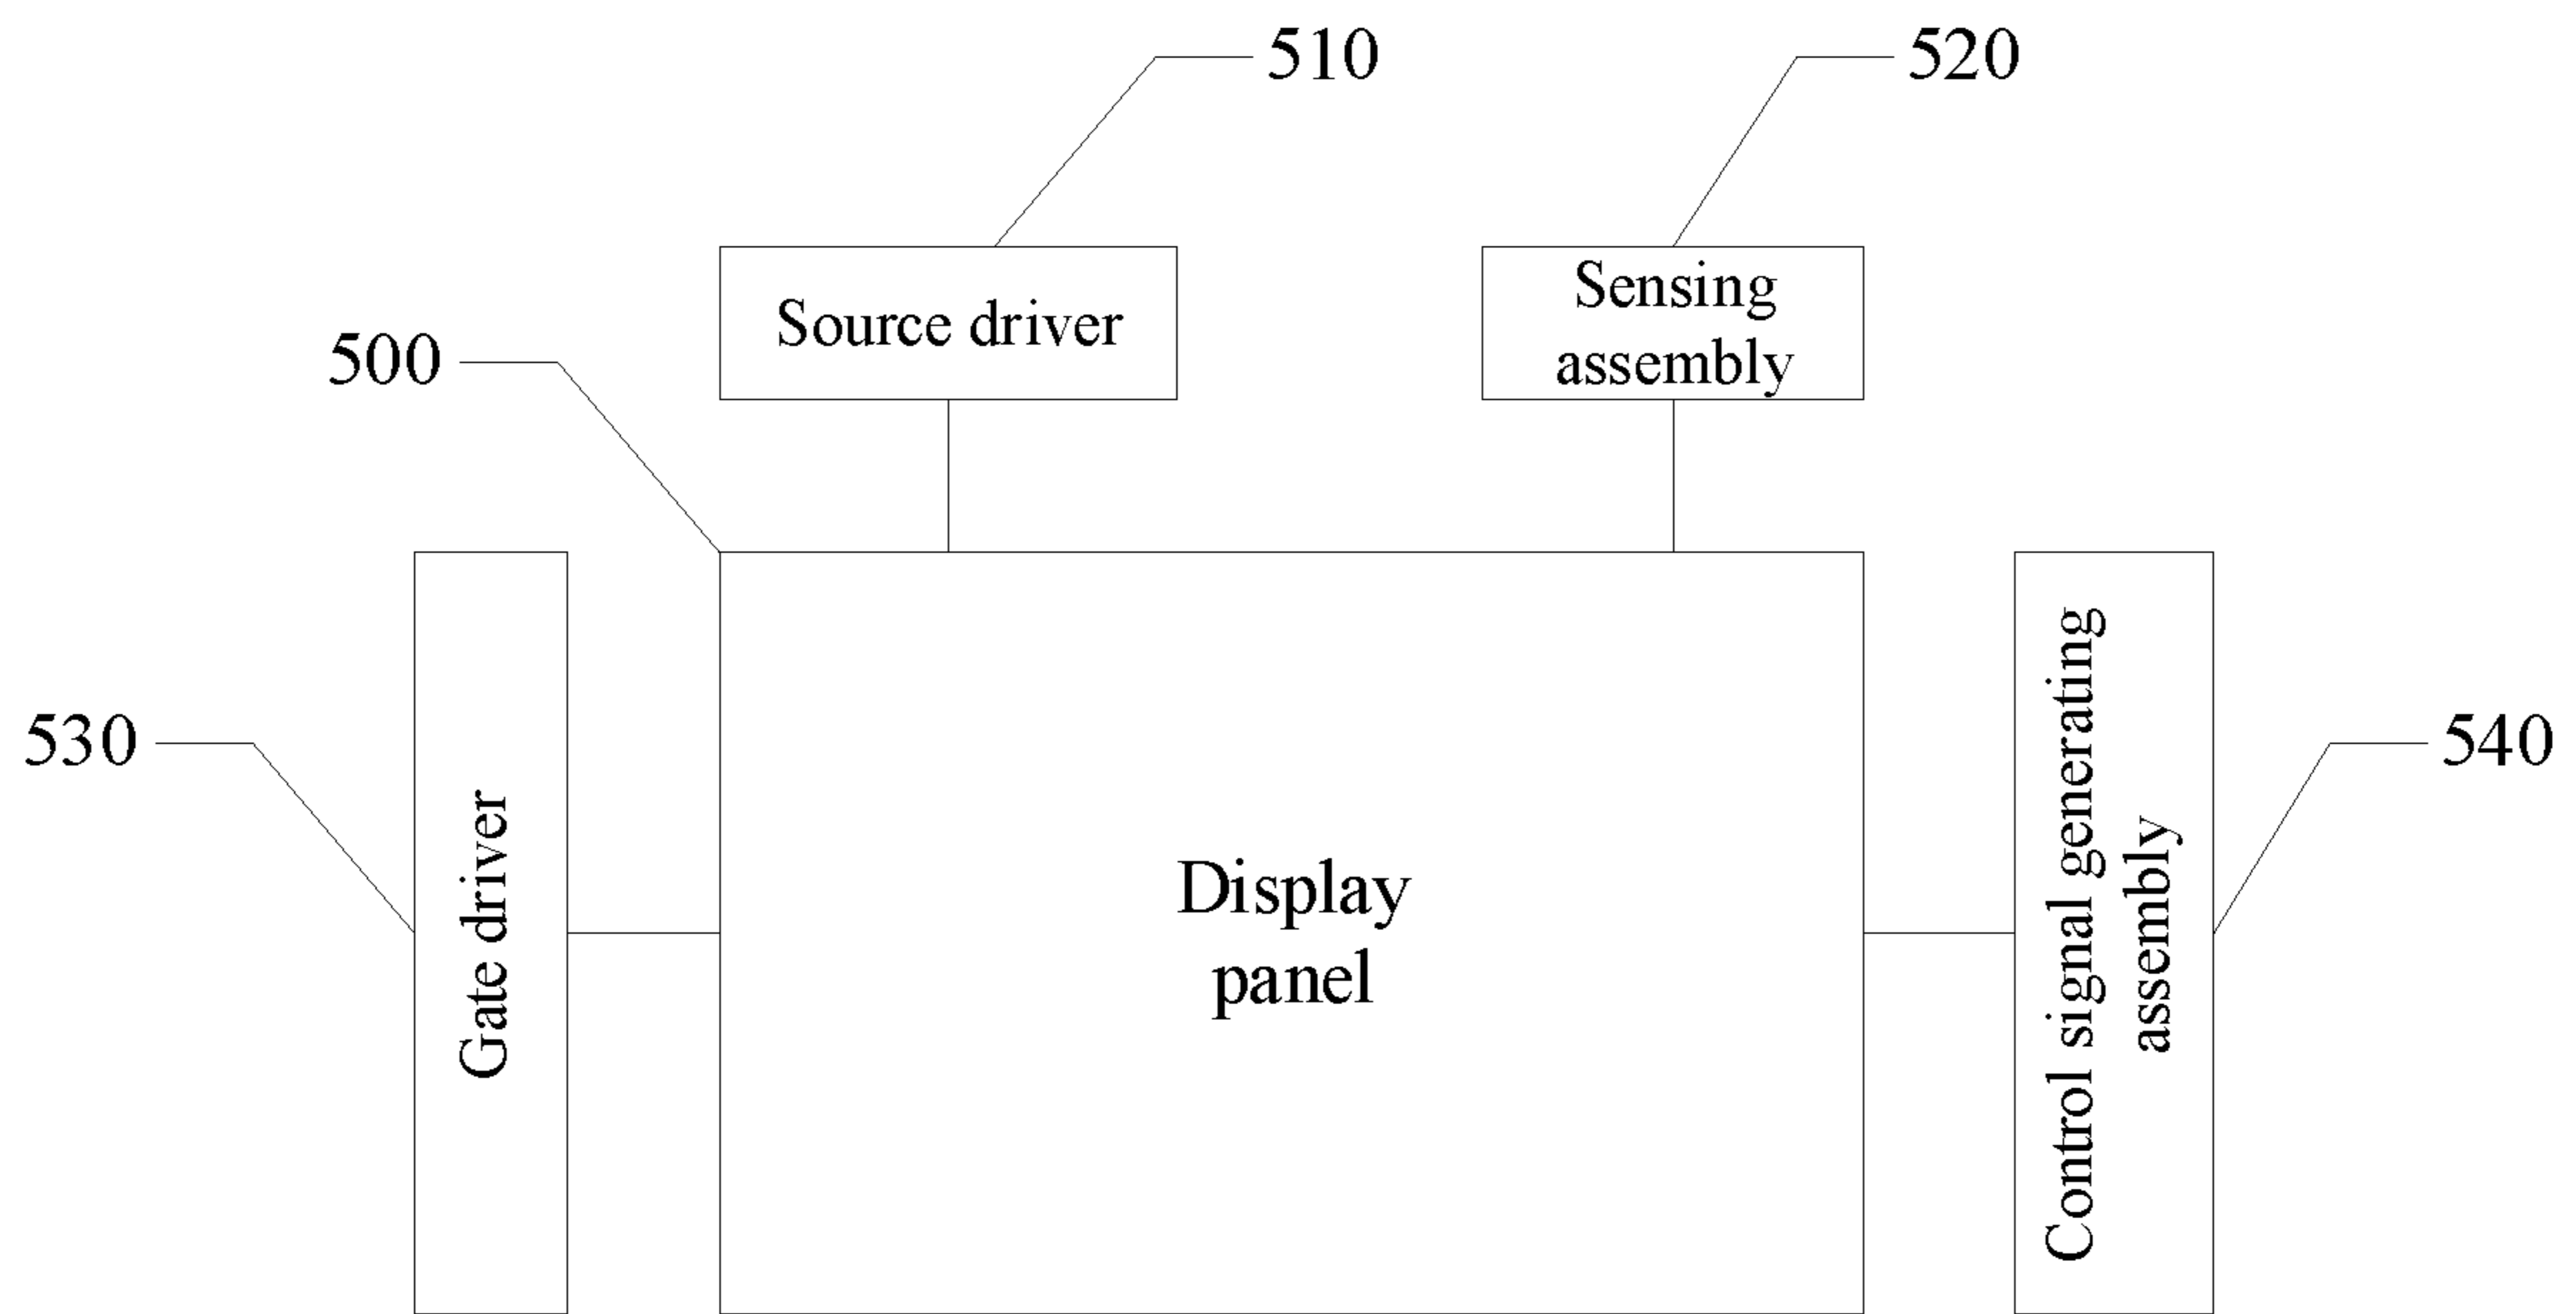 510
520
Source driver
Sensing
assembly
500
530
Gate driver
Display
panel
Control signal generating
assembly
540